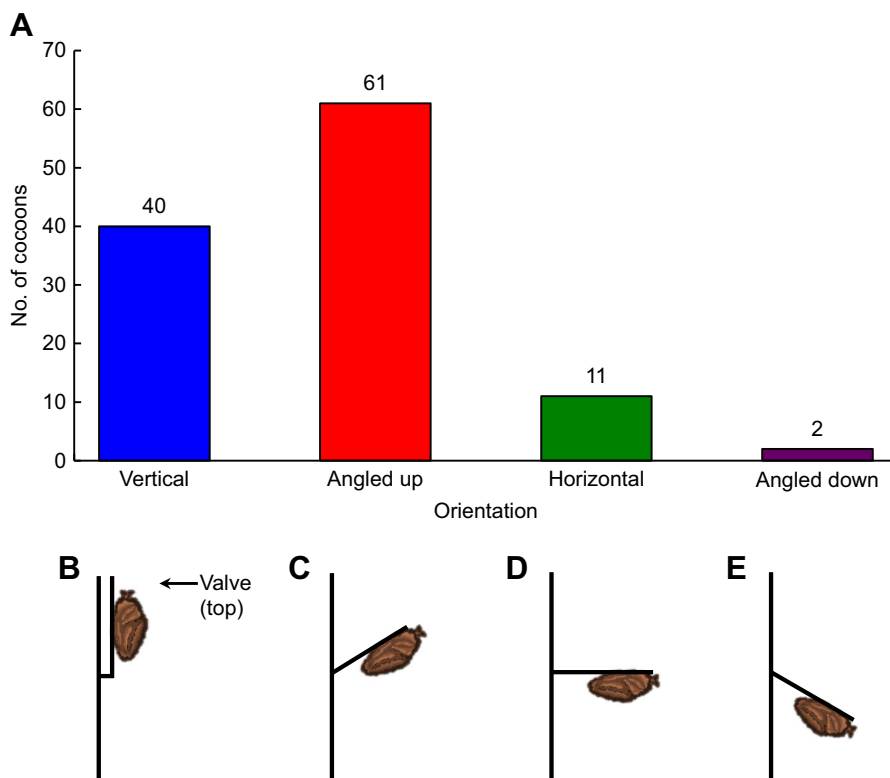 A
70
60
50
40
30
20
10
0
No. of cocoons
40
61
11
2
Vertical
Angled up
Horizontal
Angled down
Orientation
B
Valve
(top)
C
D
E